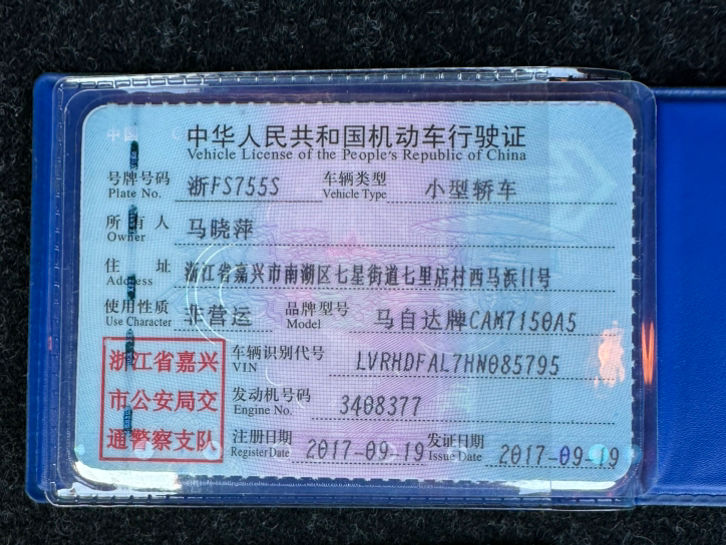 中华人民共和国机动车行驶证
Vehicle License of the People's Republic of China
号牌号码 浙FS755S 车辆类型 小型轿车
Plate No. Vehicle Type
所有人 马晓萍
Owner
住址 浙江省嘉兴市南湖区七星街道七里店村西马浜11号
Address
使用性质 非营运 品牌型号 马自达牌CAM7150A5
Use Character Model
浙江省嘉兴 车辆识别代号 LVRHDFAL7HN085795
VIN
市公安局交 发动机号码 3408377
Engine No.
通警察支队 注册日期 2017-09-19 发证日期 2017-09-19
Register Date Issue Date